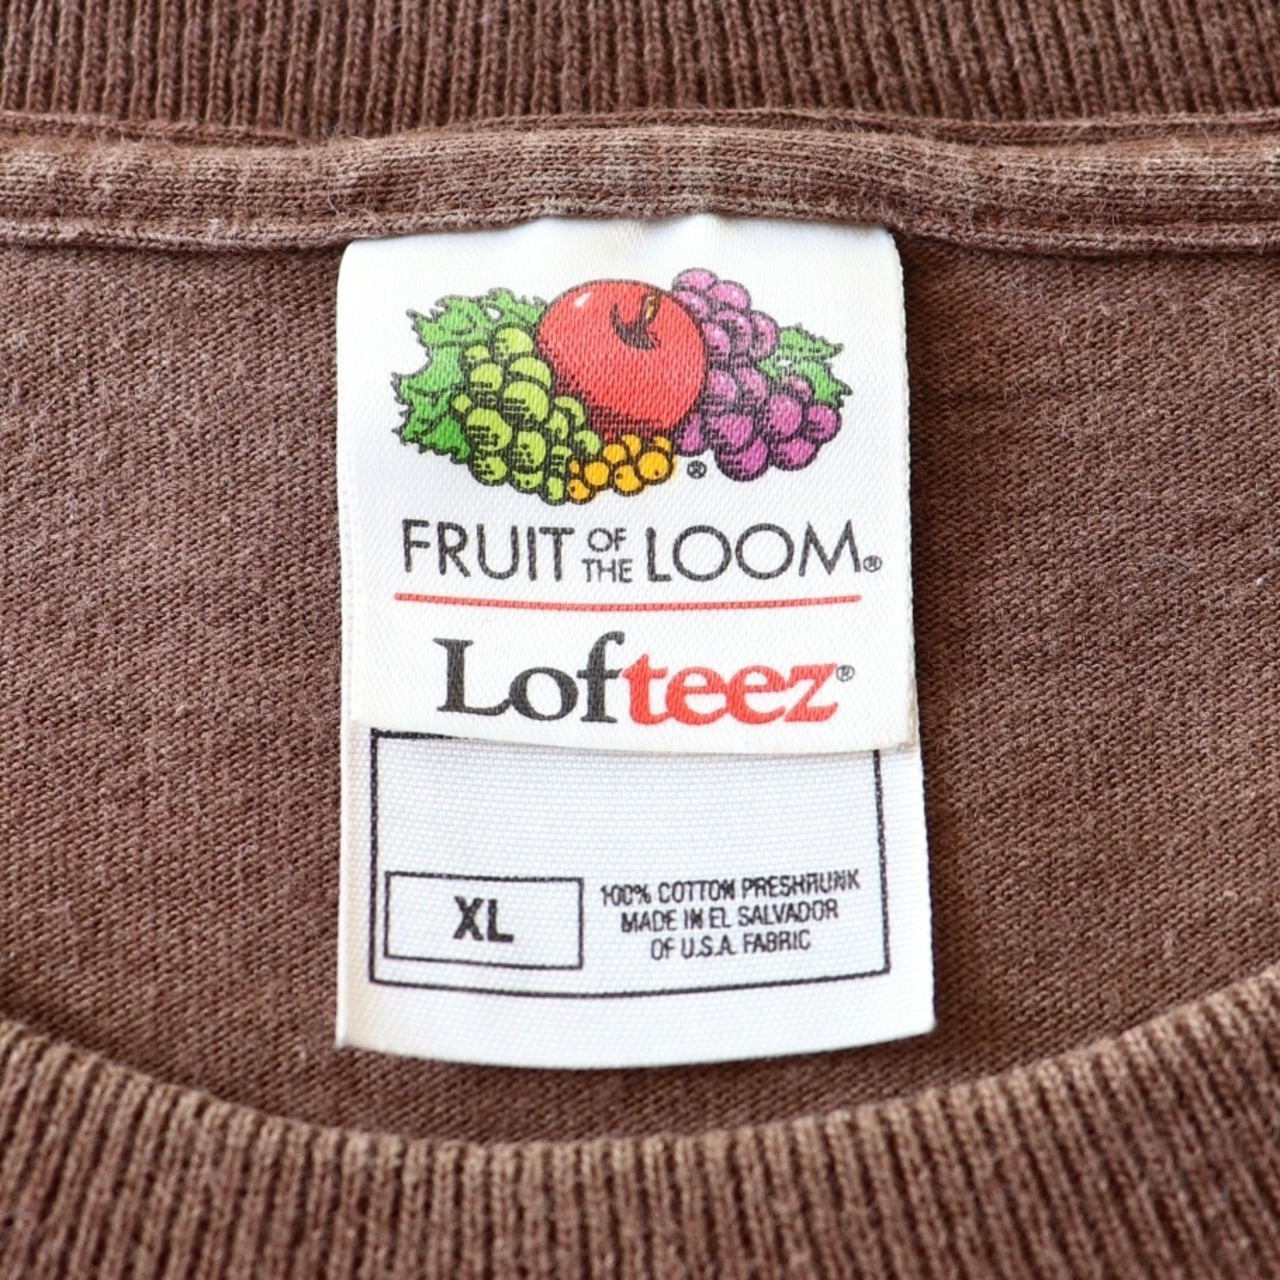 ®
FRUIT OF THE LOOM®
Lofteez®
XL
100% COTTON PRESHRUNK
MADE IN EL SALVADOR
OF U.S.A. FABRIC